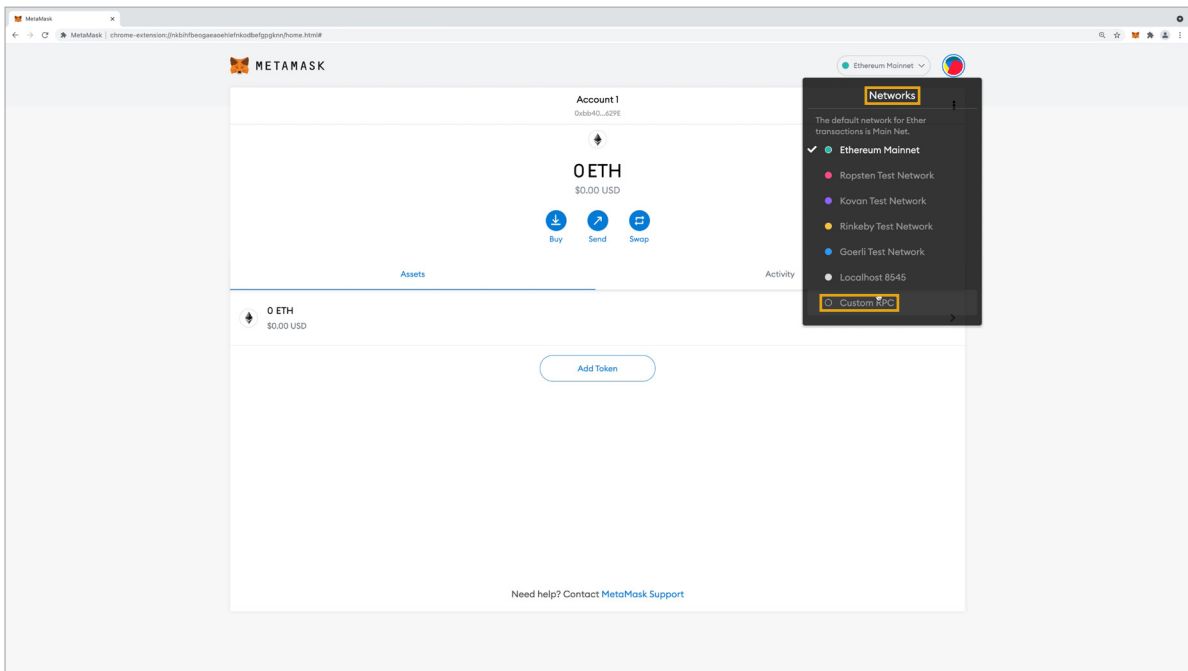 MetaMask
MetaMask | chrome-extension://nkbihfbeogaeaoehlefnkodbefgpgknn/home.html#
METAMASK
Ethereum Mainnet
Account 1
0xbb40...629E
0 ETH
$0.00 USD
Buy Send Swap
Assets Activity
0 ETH
$0.00 USD
Add Token
Need help? Contact MetaMask Support
Networks
The default network for Ether
transactions is Main Net.
Ethereum Mainnet
Ropsten Test Network
Kovan Test Network
Rinkeby Test Network
Goerli Test Network
Localhost 8545
Custom RPC